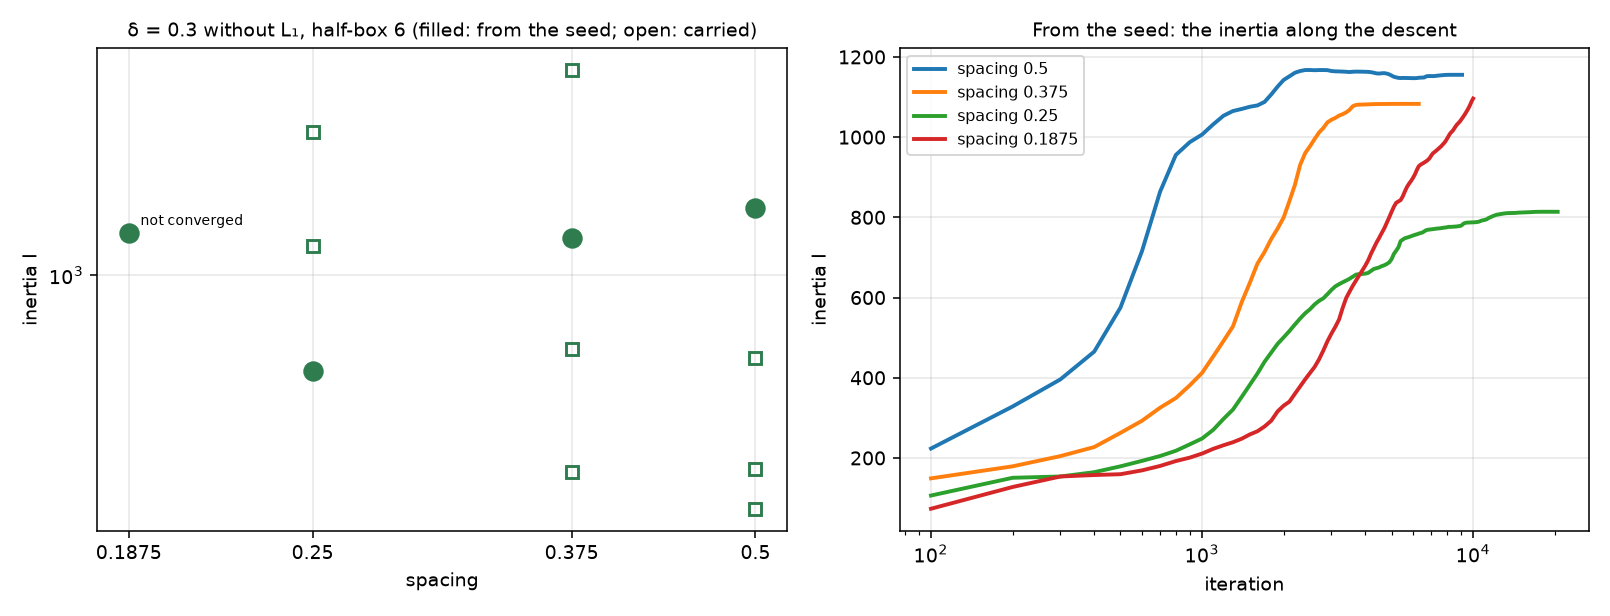 δ = 0.3 without L₁, half-box 6 (filled: from the seed; open: carried)
not converged
10³
inertia I
0.1875
0.25
0.375
0.5
spacing
From the seed: the inertia along the descent
spacing 0.5
spacing 0.375
spacing 0.25
spacing 0.1875
1200
1000
800
600
400
200
inertia I
10²
10³
10⁴
iteration